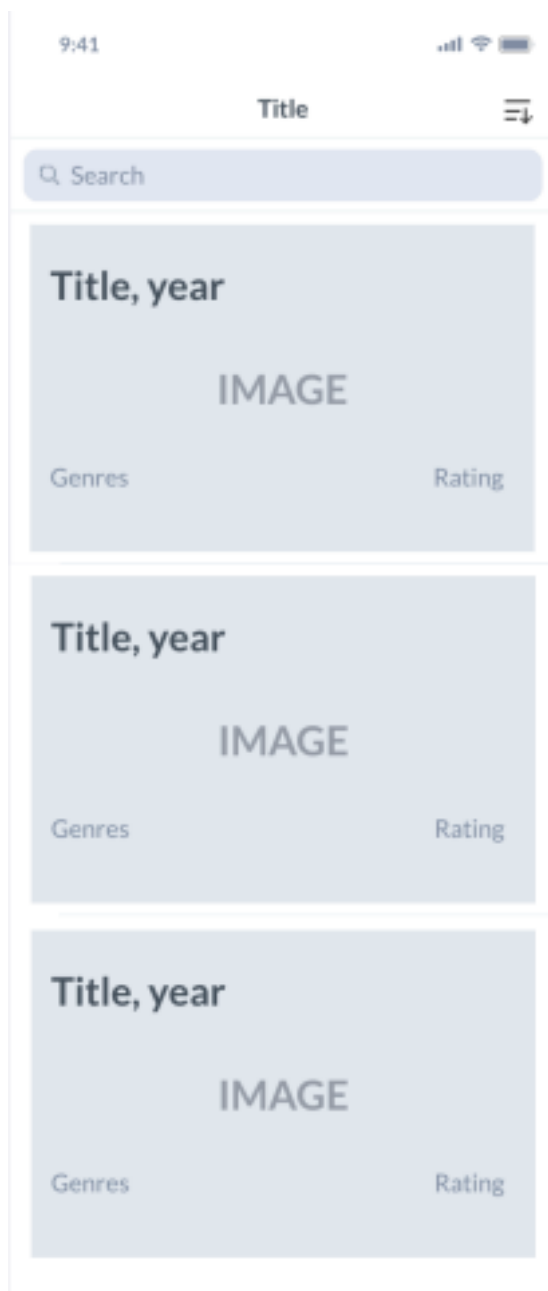 9:41
Title
Search
Title, year
IMAGE
Genres Rating
Title, year
IMAGE
Genres Rating
Title, year
IMAGE
Genres Rating